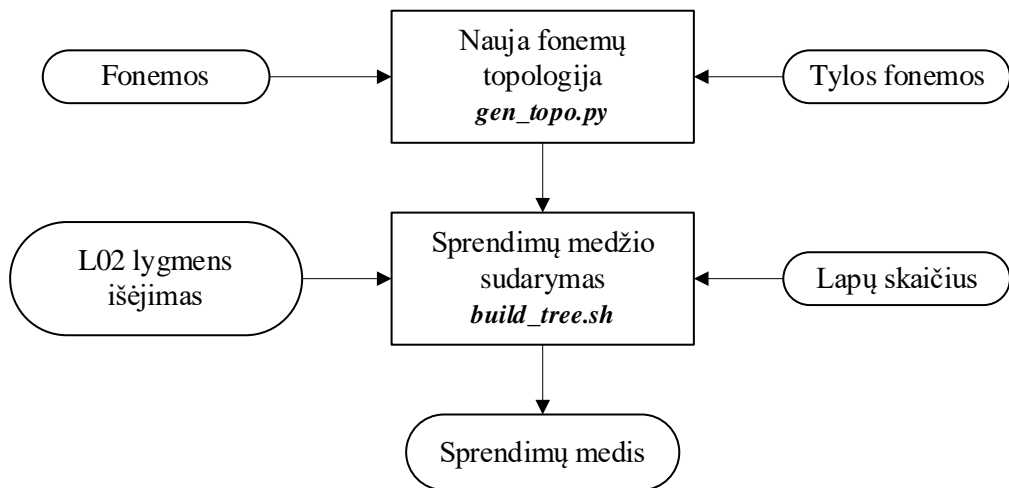 Fonemos
Nauja fonemų
topologija
gen_topo.py
Tylos fonemos
L02 lygmens
išėjimas
Sprendimų medžio
sudarymas
build_tree.sh
Lapų skaičius
Sprendimų medis